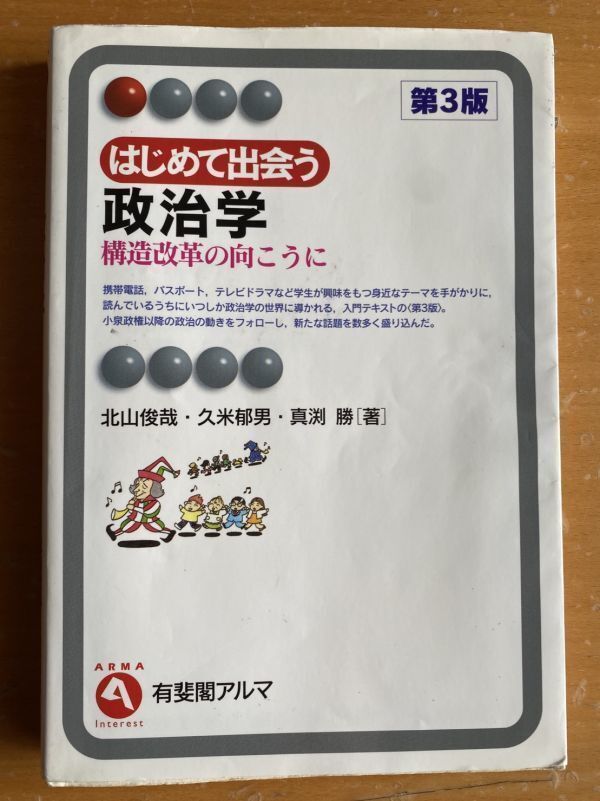 第3版
はじめて出会う
政治学
構造改革の向こうに
携帯電話，パスポート，テレビドラマなど学生が興味をもつ身近なテーマを手がかりに，
読んでいるうちにいつしか政治学の世界に導かれる，入門テキストの〈第3版〉。
小泉政権以降の政治の動きをフォローし，新たな話題を数多く盛り込んだ。
北山俊哉・久米郁男・真渕 勝［著］
ARMA
有斐閣アルマ
Interest